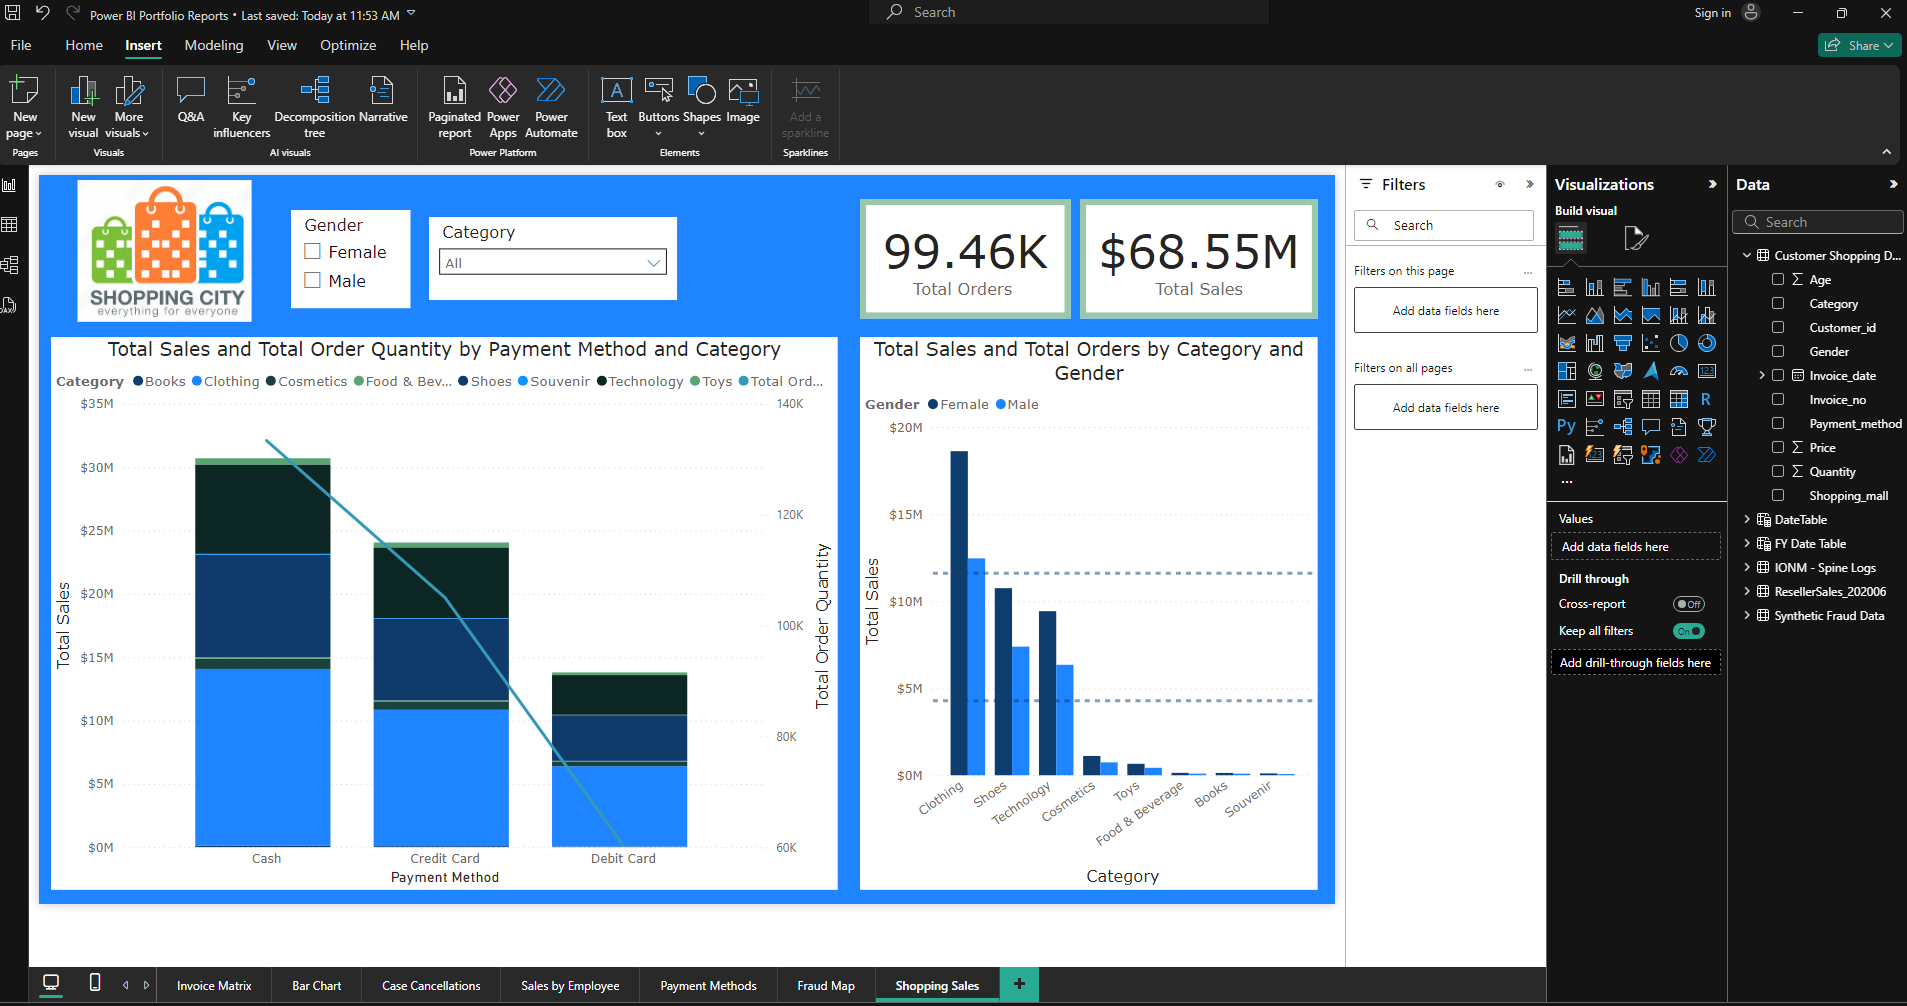 Power BI Portfolio Reports • Last saved: Today at 11:53 AM
Search
Sign in
File
Home
Insert
Modeling
View
Optimize
Help
Share
New page
Pages
New visual
More visuals
Visuals
Q&A
Key influencers
Decomposition tree
Narrative
AI visuals
Paginated report
Power Apps
Power Automate
Power Platform
Text box
Buttons
Shapes
Image
Elements
Add a sparkline
Sparklines
SHOPPING CITY
everything for everyone
Gender
Female
Male
Category
All
99.46K
Total Orders
$68.55M
Total Sales
Total Sales and Total Order Quantity by Payment Method and Category
Category Books Clothing Cosmetics Food & Bev... Shoes Souvenir Technology Toys Total Ord...
$35M
$30M
$25M
$20M
$15M
$10M
$5M
$0M
Total Sales
140K
120K
100K
80K
60K
Total Order Quantity
Cash
Credit Card
Debit Card
Payment Method
Total Sales and Total Orders by Category and
Gender
Gender Female Male
$20M
$15M
$10M
$5M
$0M
Total Sales
Clothing
Shoes
Technology
Cosmetics
Toys
Food & Beverage
Books
Souvenir
Category
Filters
Search
Filters on this page
...
Add data fields here
Filters on all pages
...
Add data fields here
Visualizations
Build visual
123
R
Py
123
...
Values
Add data fields here
Drill through
Cross-report
Off
Keep all filters
On
Add drill-through fields here
Data
Search
Customer Shopping D...
Age
Category
Customer_id
Gender
Invoice_date
Invoice_no
Payment_method
Price
Quantity
Shopping_mall
DateTable
FY Date Table
IONM - Spine Logs
ResellerSales_202006
Synthetic Fraud Data
DAX
Invoice Matrix
Bar Chart
Case Cancellations
Sales by Employee
Payment Methods
Fraud Map
Shopping Sales
+